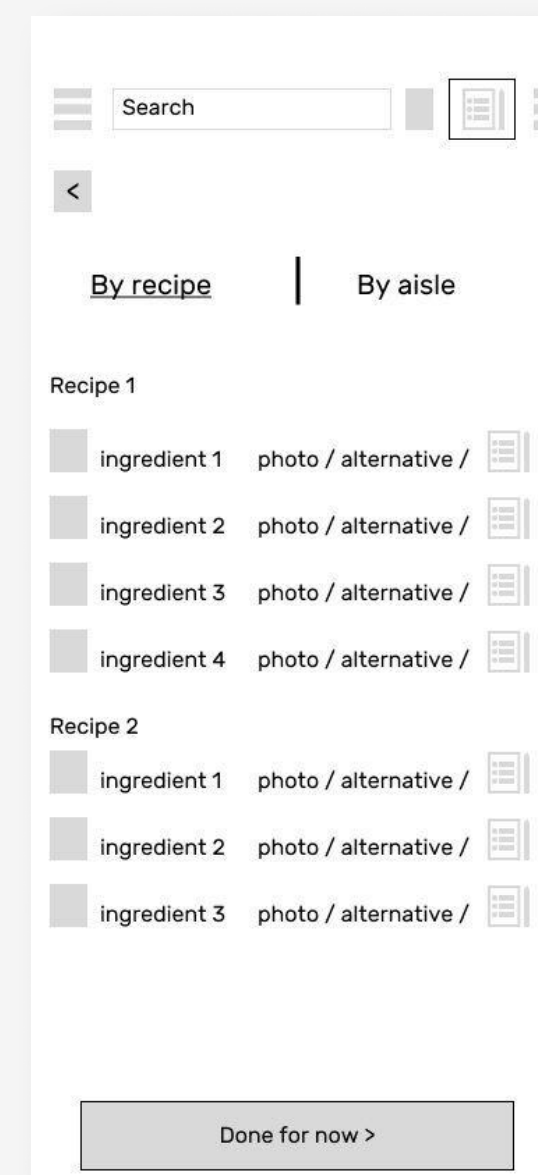 Search
<
By recipe | By aisle
Recipe 1
ingredient 1 photo / alternative /
ingredient 2 photo / alternative /
ingredient 3 photo / alternative /
ingredient 4 photo / alternative /
Recipe 2
ingredient 1 photo / alternative /
ingredient 2 photo / alternative /
ingredient 3 photo / alternative /
Done for now >